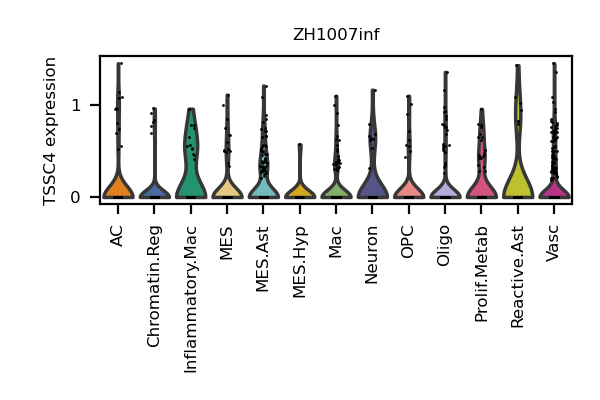 ZH1007inf
TSSC4 expression
1
0
AC
Chromatin.Reg
Inflammatory.Mac
MES
MES.Ast
MES.Hyp
Mac
Neuron
OPC
Oligo
Prolif.Metab
Reactive.Ast
Vasc